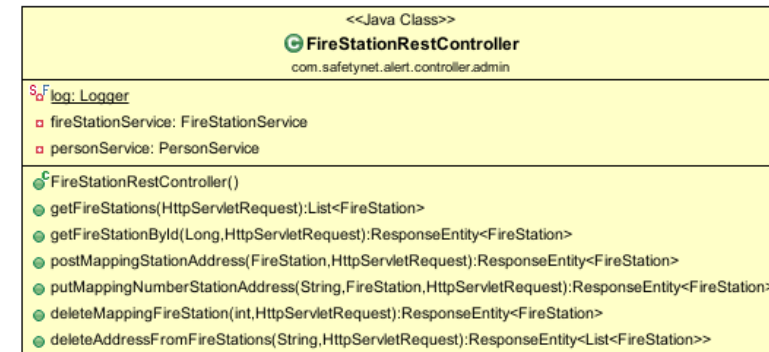 <<Java Class>>
C FireStationRestController
com.safetynet.alert.controller.admin
S F log: Logger
fireStationService: FireStationService
personService: PersonService
C FireStationRestController()
getFireStations(HttpServletRequest):List<FireStation>
getFireStationById(Long,HttpServletRequest):ResponseEntity<FireStation>
postMappingStationAddress(FireStation,HttpServletRequest):ResponseEntity<FireStation>
putMappingNumberStationAddress(String,FireStation,HttpServletRequest):ResponseEntity<FireStation>
deleteMappingFireStation(int,HttpServletRequest):ResponseEntity<FireStation>
deleteAddressFromFireStations(String,HttpServletRequest):ResponseEntity<List<FireStation>>